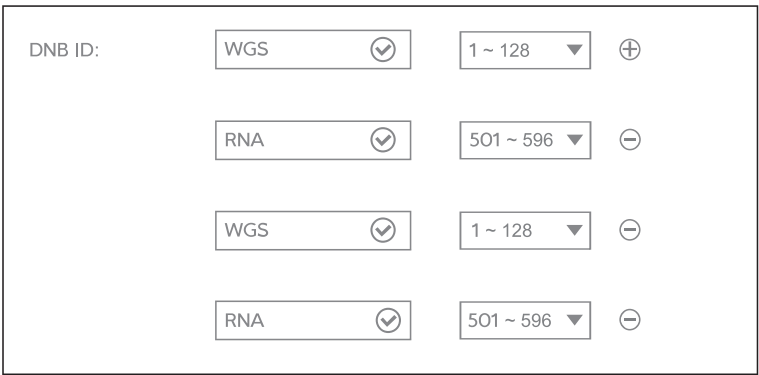 DNB ID: WGS 1 ~ 128
RNA 501 ~ 596
WGS 1 ~ 128
RNA 501 ~ 596